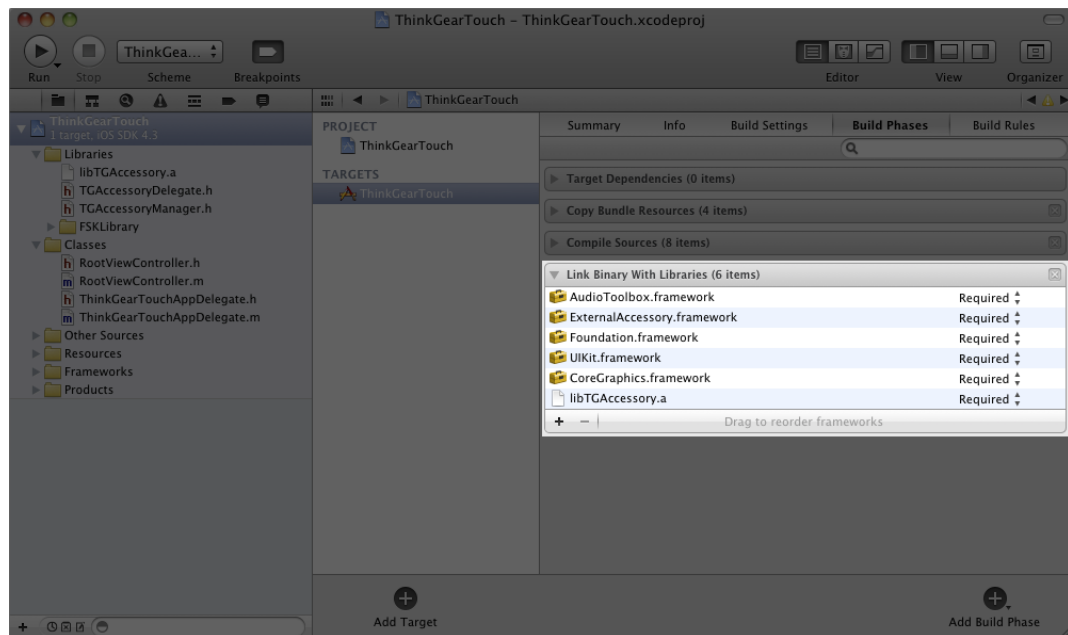 ThinkGearTouch – ThinkGearTouch.xcodeproj
ThinkGea...
Run Stop Scheme Breakpoints Editor View Organizer
ThinkGearTouch
ThinkGearTouch
1 target, iOS SDK 4.3
Libraries
libTGAccessory.a
TGAccessoryDelegate.h
TGAccessoryManager.h
FSKLibrary
Classes
RootViewController.h
RootViewController.m
ThinkGearTouchAppDelegate.h
ThinkGearTouchAppDelegate.m
Other Sources
Resources
Frameworks
Products
PROJECT
ThinkGearTouch
TARGETS
ThinkGearTouch
Summary Info Build Settings Build Phases Build Rules
Target Dependencies (0 items)
Copy Bundle Resources (4 items)
Compile Sources (8 items)
Link Binary With Libraries (6 items)
AudioToolbox.framework Required
ExternalAccessory.framework Required
Foundation.framework Required
UIKit.framework Required
CoreGraphics.framework Required
libTGAccessory.a Required
Drag to reorder frameworks
Add Target Add Build Phase